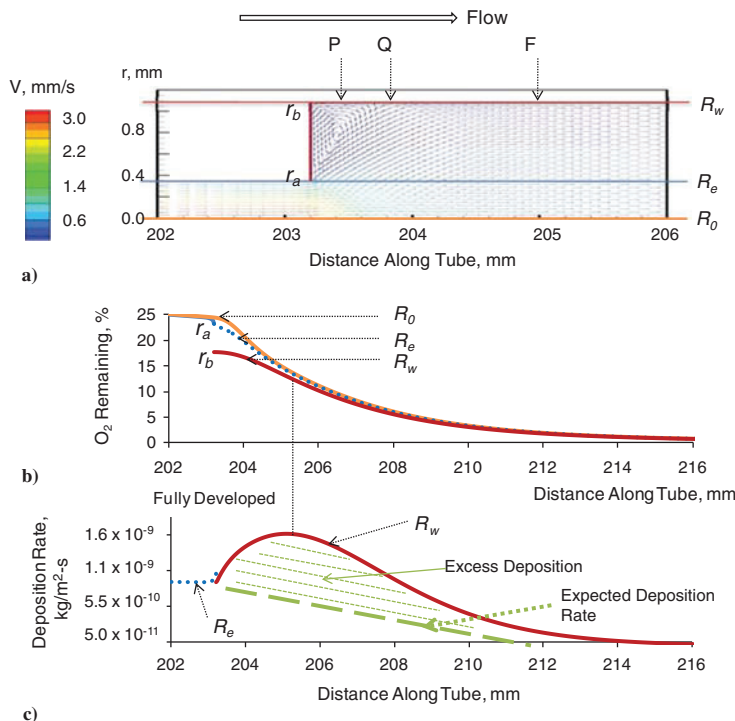 Flow
P Q F
V, mm/s
r, mm
3.0
2.2
1.4
0.6
0.8
0.4
0.0
r_b
r_a
R_w
R_e
R_0
202 203 204 205 206
Distance Along Tube, mm
a)
O2 Remaining, %
25
20
15
10
5
0
r_a
r_b
R_0
R_e
R_w
202 204 206 208 210 212 214 216
b)
Fully Developed
Distance Along Tube, mm
Deposition Rate, kg/m²-s
1.6 x 10⁻⁹
1.1 x 10⁻⁹
5.5 x 10⁻¹⁰
5.0 x 10⁻¹¹
R_w
Excess Deposition
Expected Deposition
Rate
R_e
202 204 206 208 210 212 214 216
Distance Along Tube, mm
c)